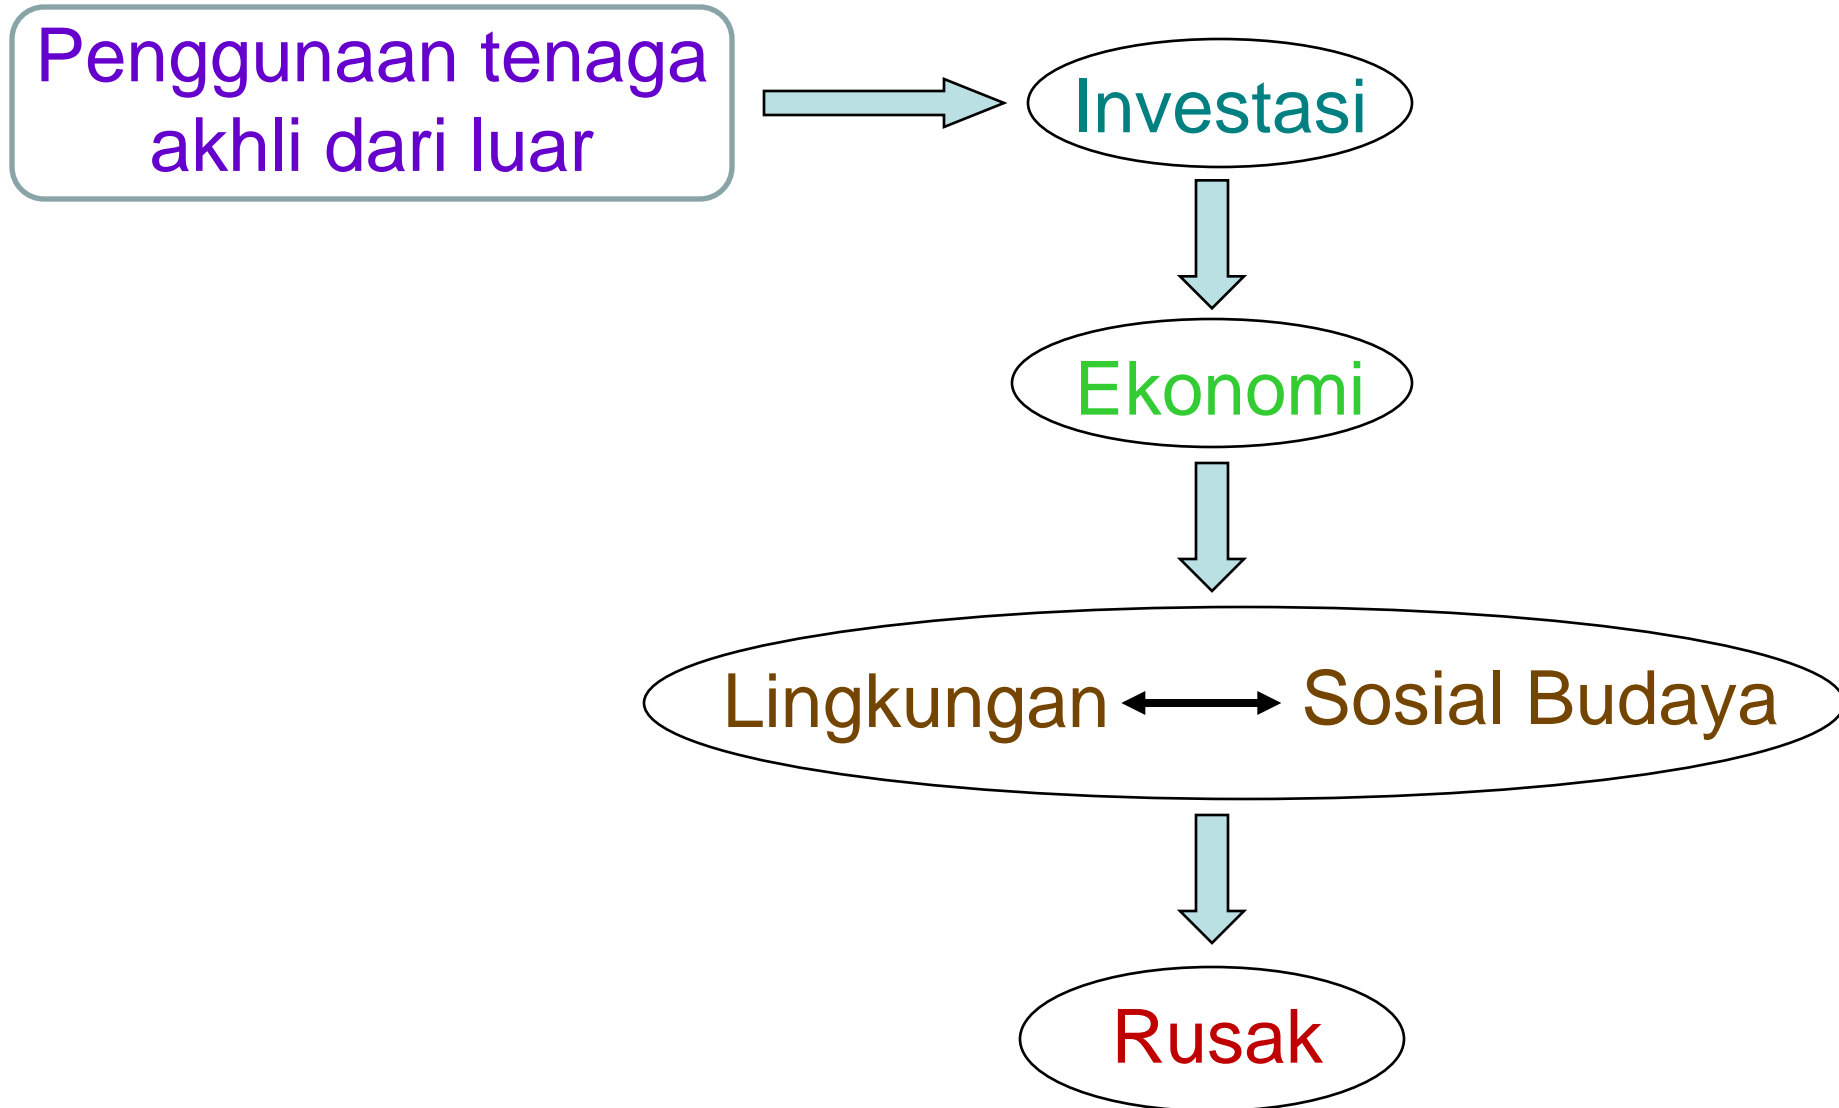 Penggunaan tenaga
akhli dari luar
Investasi
Ekonomi
Lingkungan
Sosial Budaya
Rusak